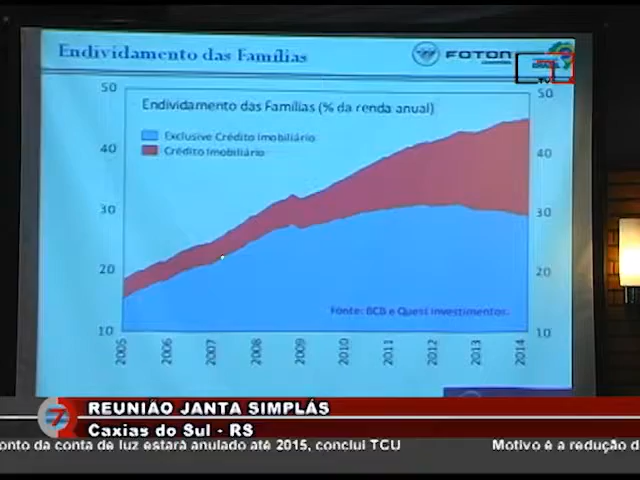 Endividamento das Famílias
FOTON
BRASIL
TV
Endividamento das Famílias (% da renda anual)
Exclusive Crédito Imobiliário
Crédito Imobiliário
50
40
30
20
10
50
40
30
20
10
2005
2006
2007
2008
2009
2010
2011
2012
2013
2014
Fonte: BCB e Quest Investimentos.
7
REUNIÃO JANTA SIMPLÁS
Caxias do Sul - RS
onto da conta de luz estará anulado até 2015, conclui TCU
Motivo é a redução d